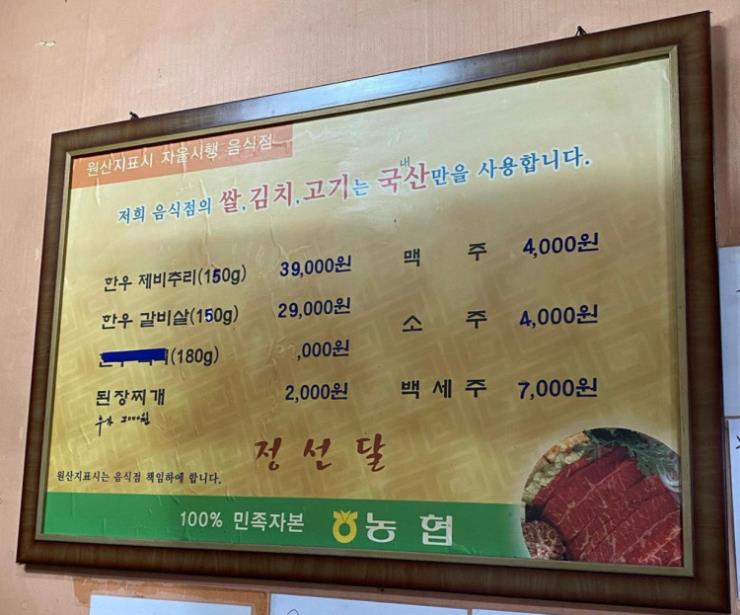 원산지표시 자율시행 음식점
저희 음식점의 쌀,김치,고기는 국내산만을 사용합니다.
한우 제비추리(150g) 39,000원 맥 주 4,000원
한우 갈비살(150g) 29,000원 소 주 4,000원
(180g) ,000원
된장찌개 2,000원 백 세 주 7,000원
2000원
정 선 달
원산지표시는 음식점 책임하에 합니다.
100% 민족자본 농협